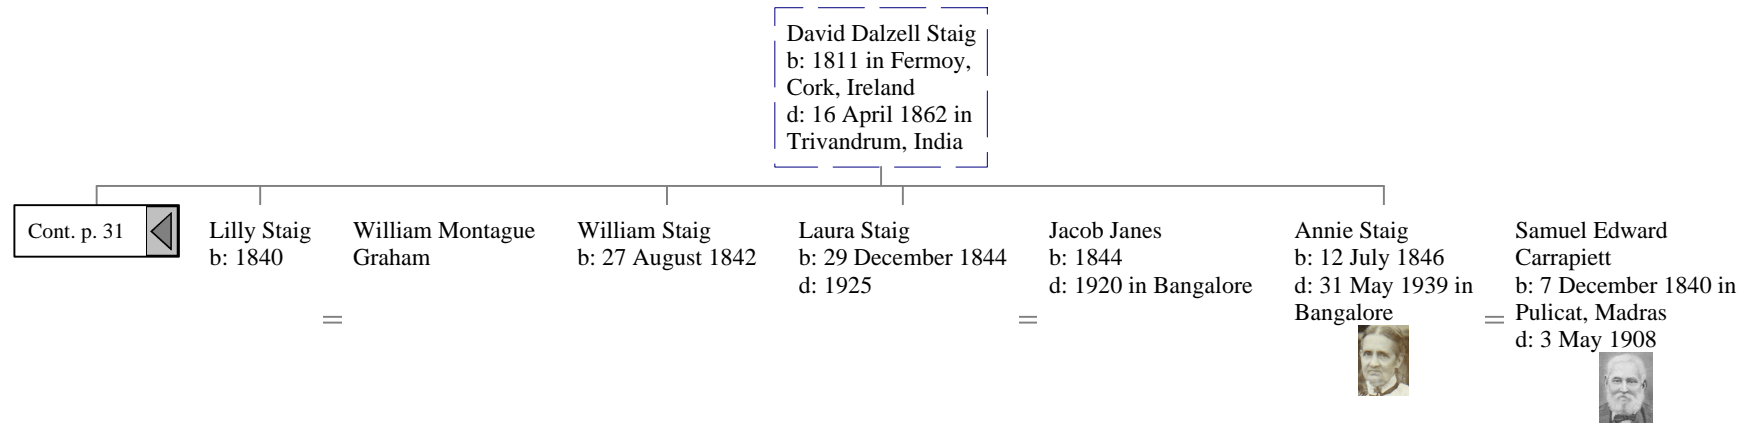 David Dalzell Staig
b: 1811 in Fermoy,
Cork, Ireland
d: 16 April 1862 in
Trivandrum, India
Cont. p. 31
Lilly Staig
b: 1840
William Montague
Graham
William Staig
b: 27 August 1842
Laura Staig
b: 29 December 1844
d: 1925
Jacob Janes
b: 1844
d: 1920 in Bangalore
Annie Staig
b: 12 July 1846
d: 31 May 1939 in
Bangalore
Samuel Edward
Carrapiett
b: 7 December 1840 in
Pulicat, Madras
d: 3 May 1908